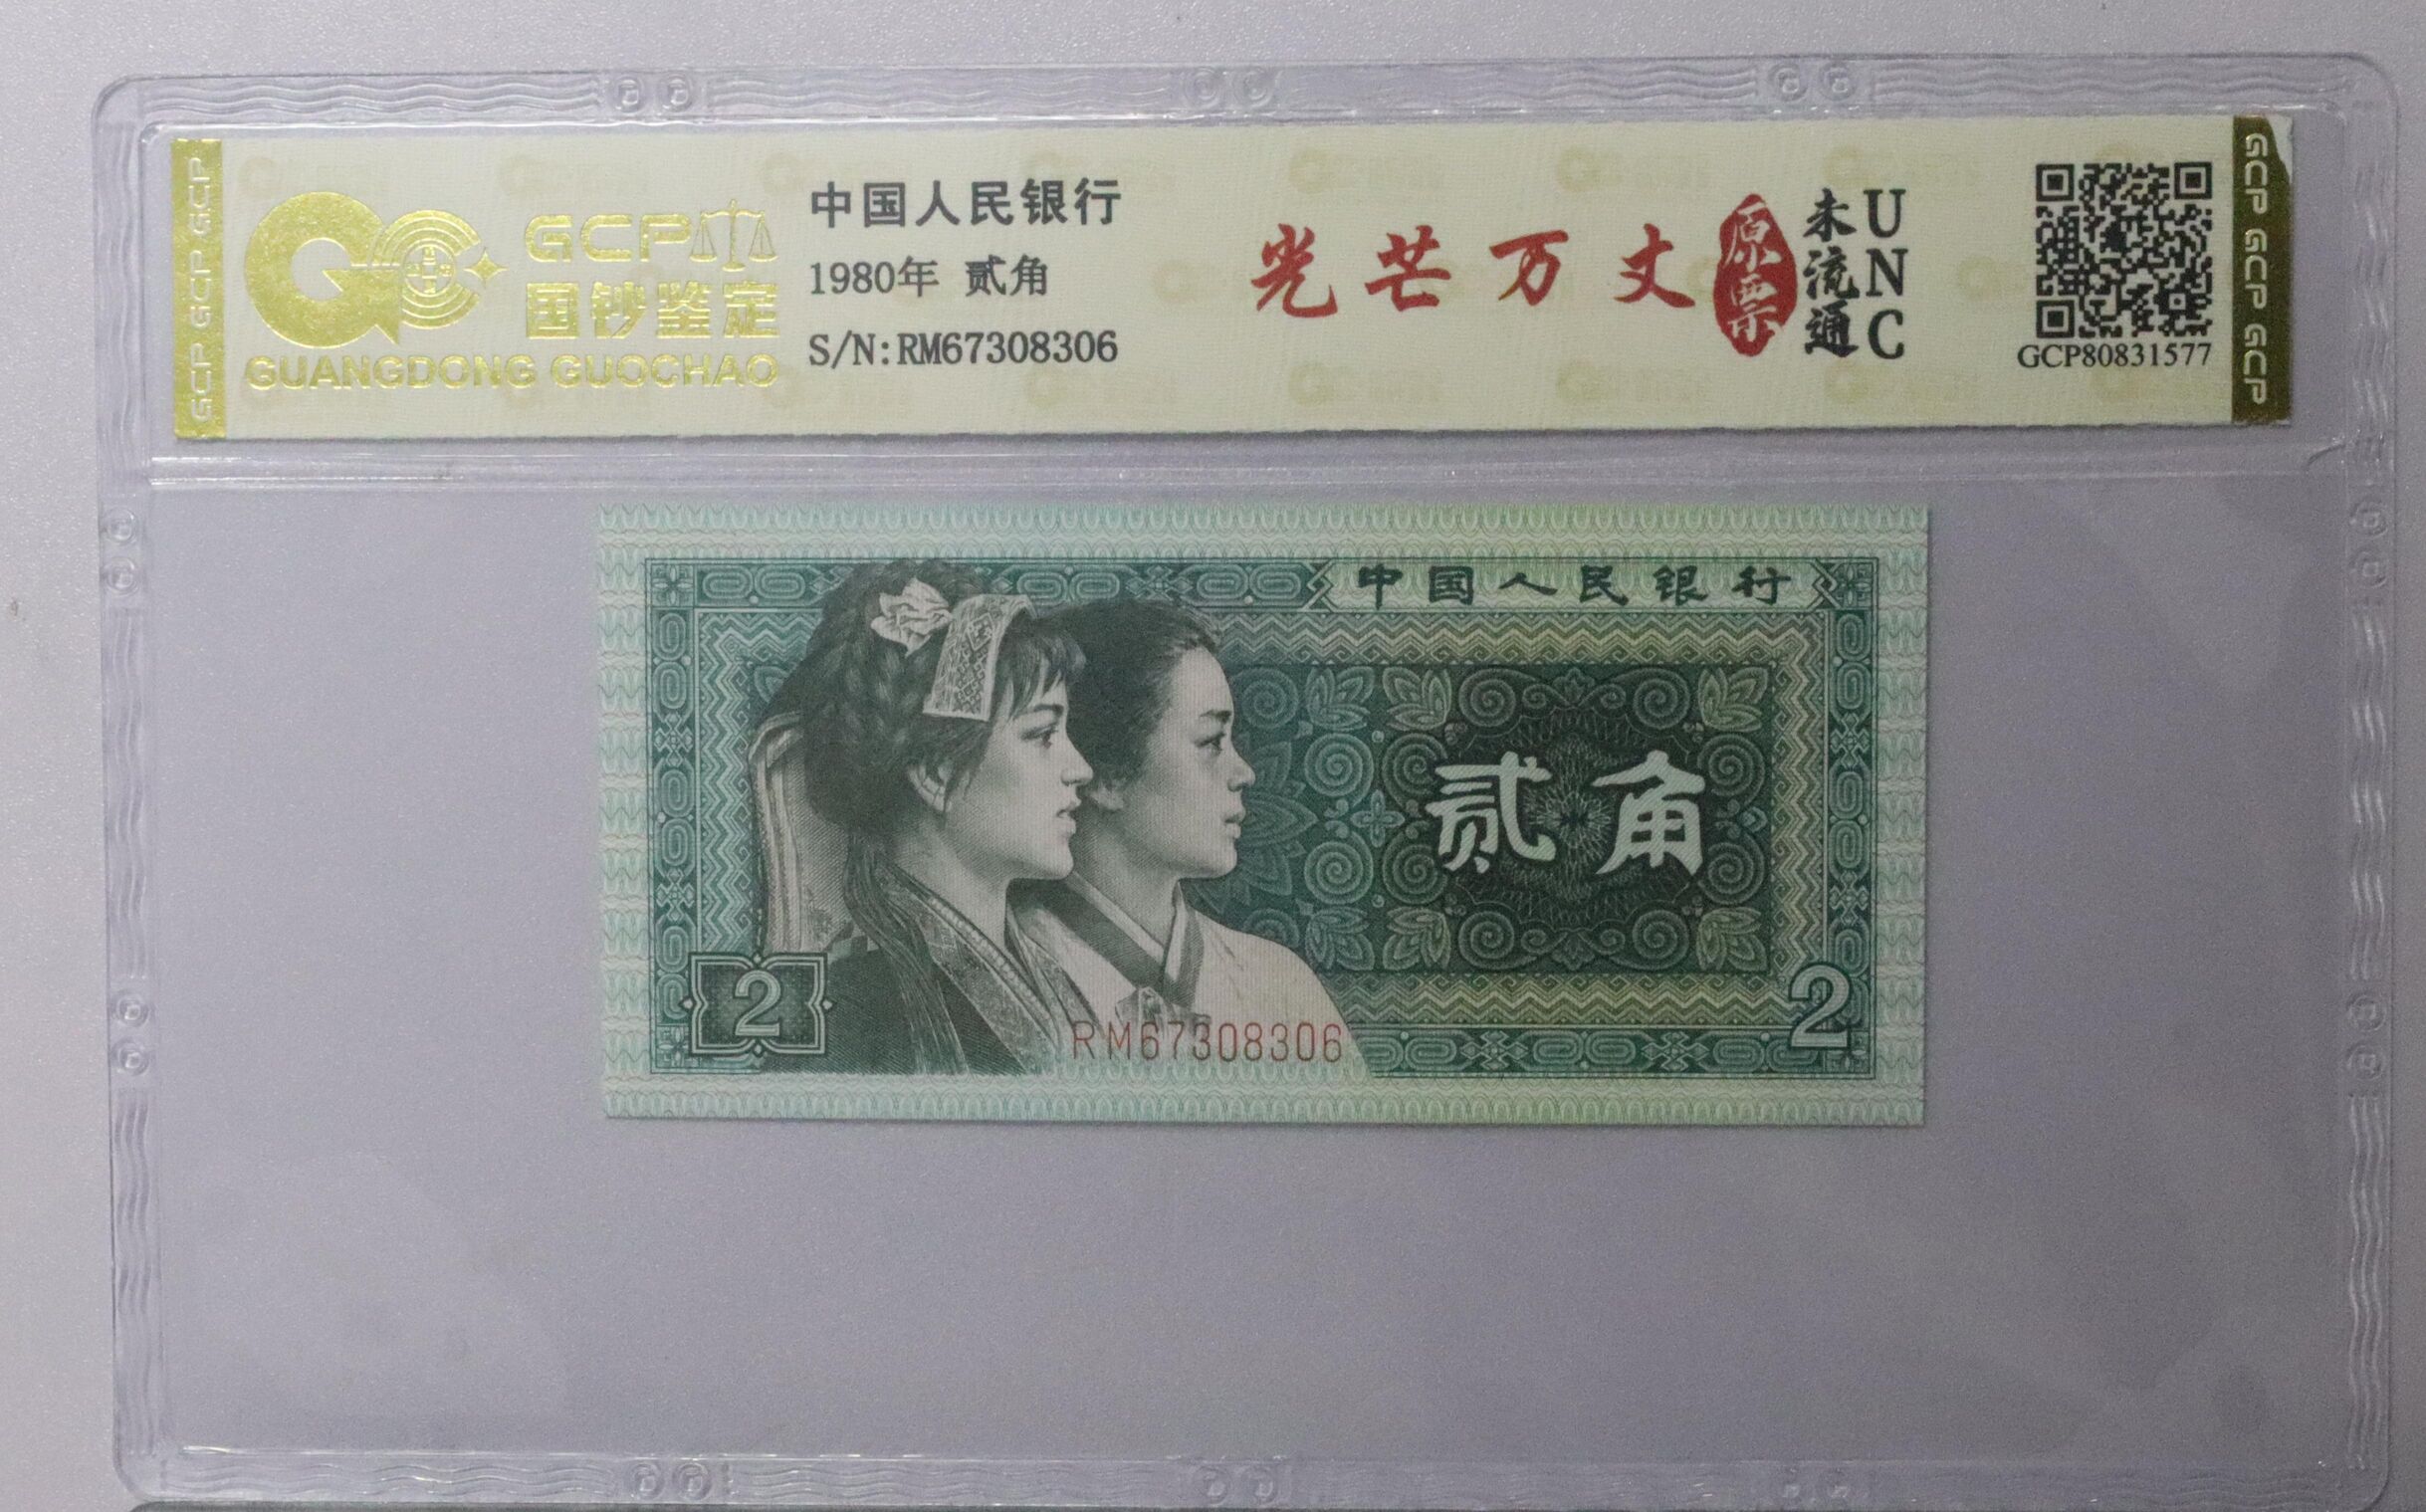 GCP GCP GCP
GCP
国钞鉴定
GUANGDONG GUOCHAO
中国人民银行
1980年 贰角
S/N:RM67308306
光芒万丈
原票
未流通
UNC
GCP80831577
GCP GCP GCP
中国人民银行
贰角
2
2
RM67308306